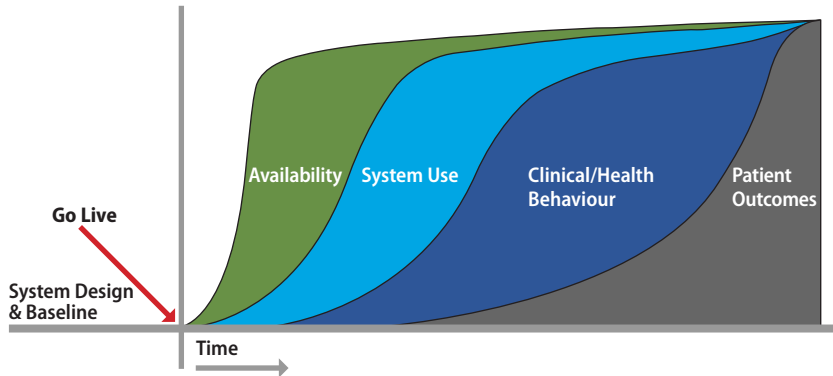 Availability
System Use
Clinical/Health
Behaviour
Patient
Outcomes
Go Live
System Design
& Baseline
Time